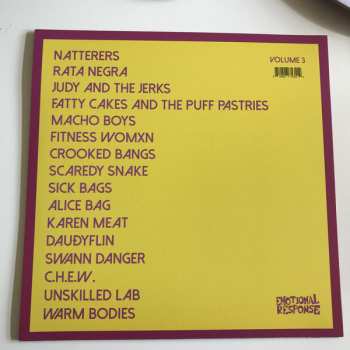 NATTERERS
VOLUME 3
RATA NEGRA
JUDY AND THE JERKS
FATTY CAKES AND THE PUFF PASTRIES
MACHO BOYS
FITNESS WOMXN
CROOKED BANGS
SCAREDY SNAKE
SICK BAGS
ALICE BAG
KAREN MEAT
DAUÐYFLIN
SWANN DANGER
C.H.E.W.
UNSKILLED LAB
WARM BODIES
EMOTIONAL
RESPONSE